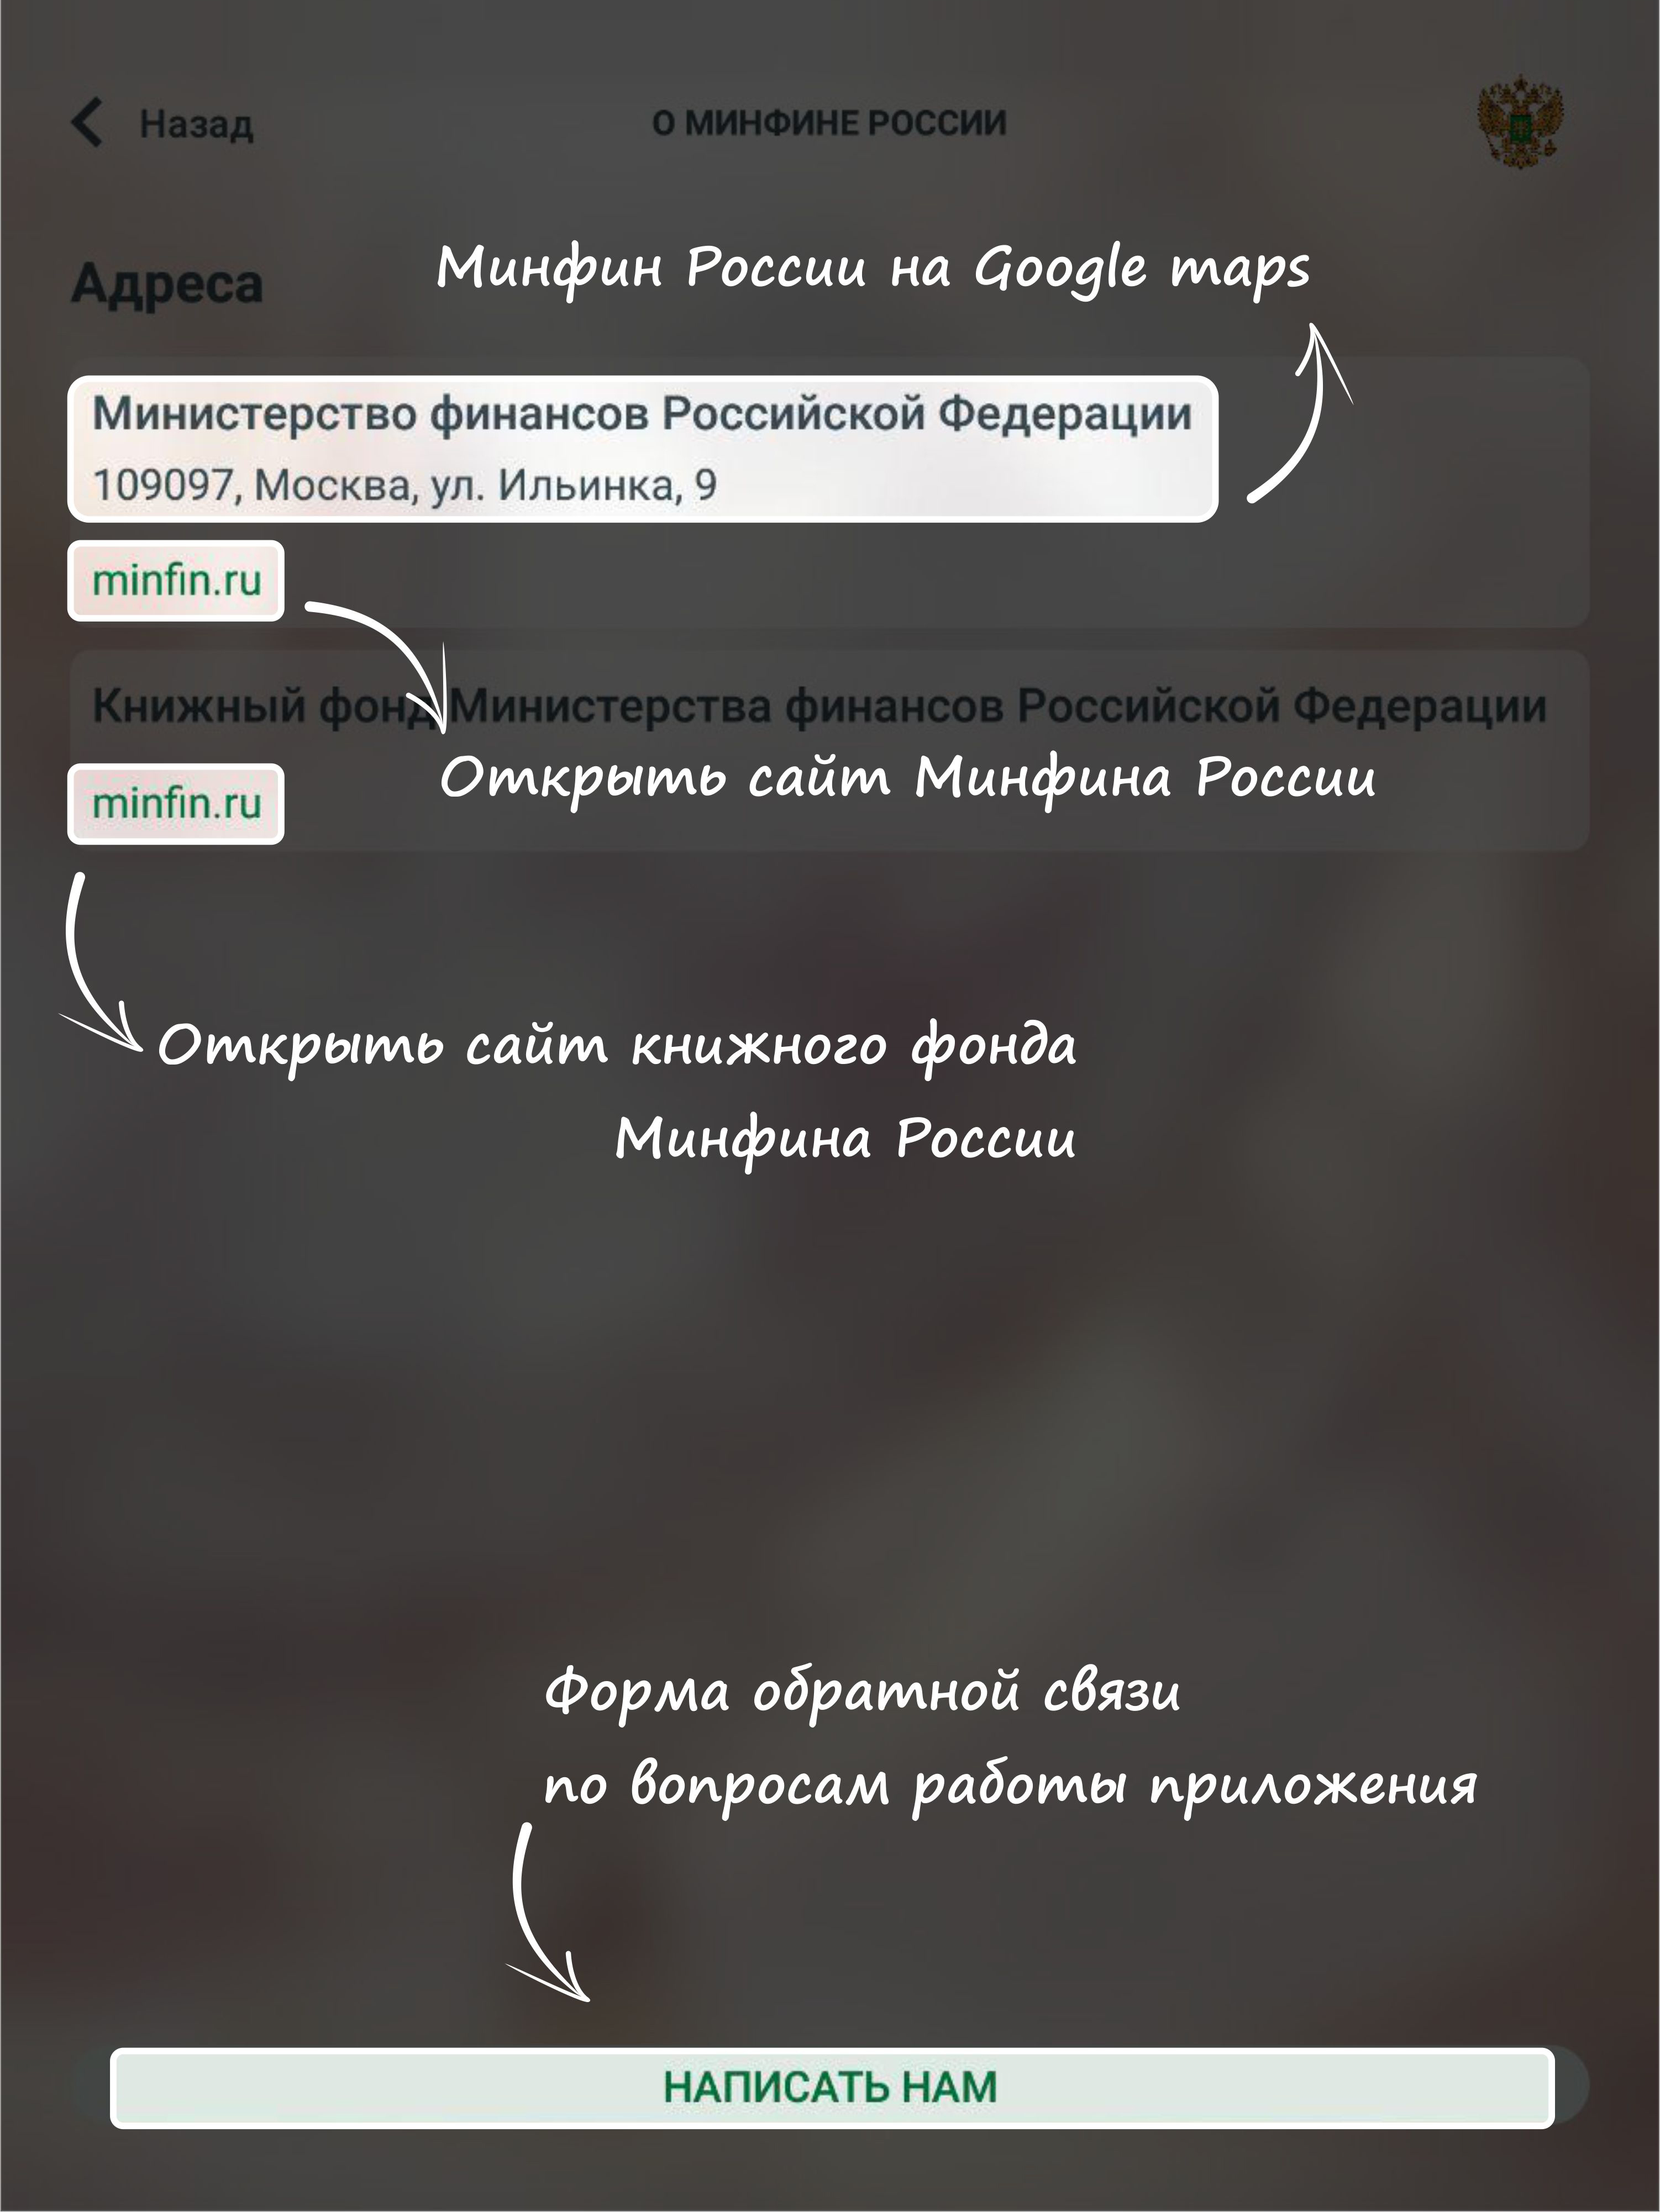 Назад
О МИНФИНЕ РОССИИ
Адреса
Минфин России на Google maps
Министерство финансов Российской Федерации
109097, Москва, ул. Ильинка, 9
minfin.ru
Книжный фонд Министерства финансов Российской Федерации
Открыть сайт Минфина России
minfin.ru
Открыть сайт книжного фонда
Минфина России
Форма обратной связи
по вопросам работы приложения
НАПИСАТЬ НАМ